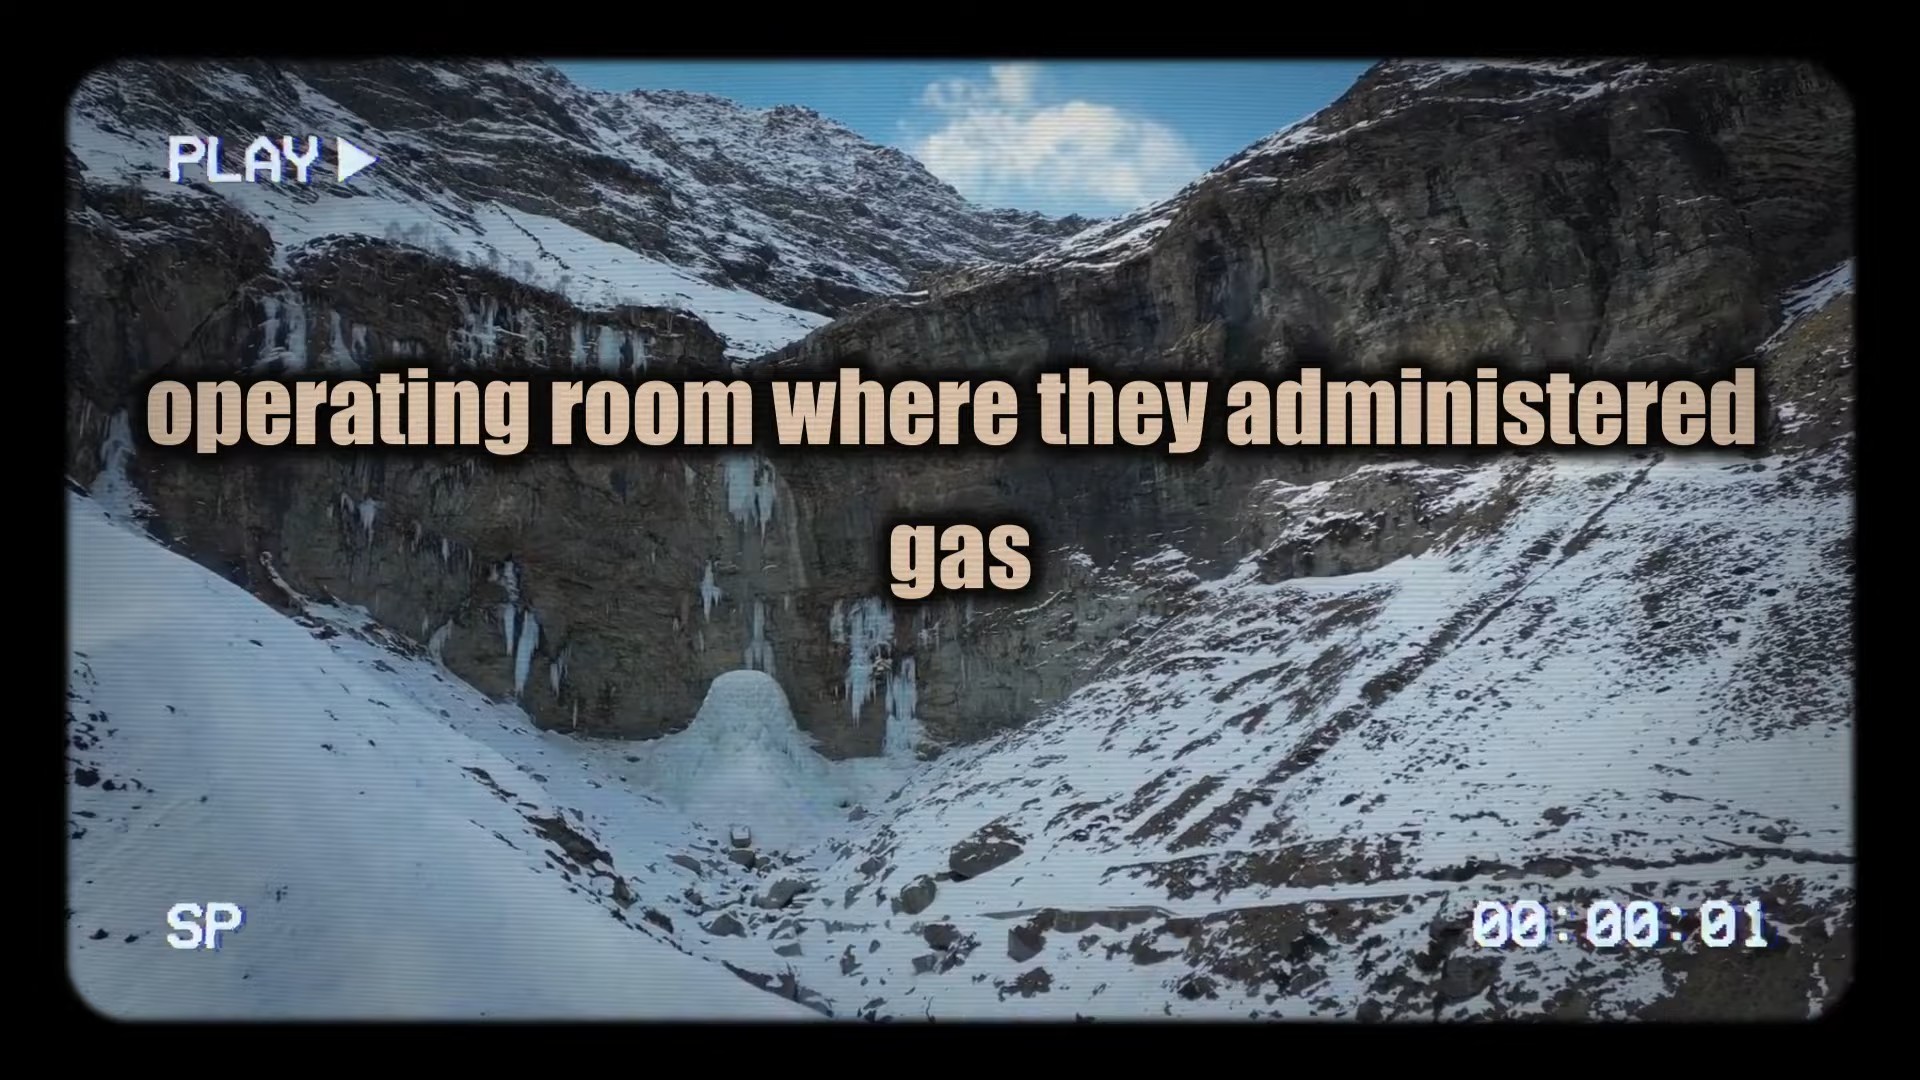 PLAY
operating room where they administered
gas
SP
00:00:01